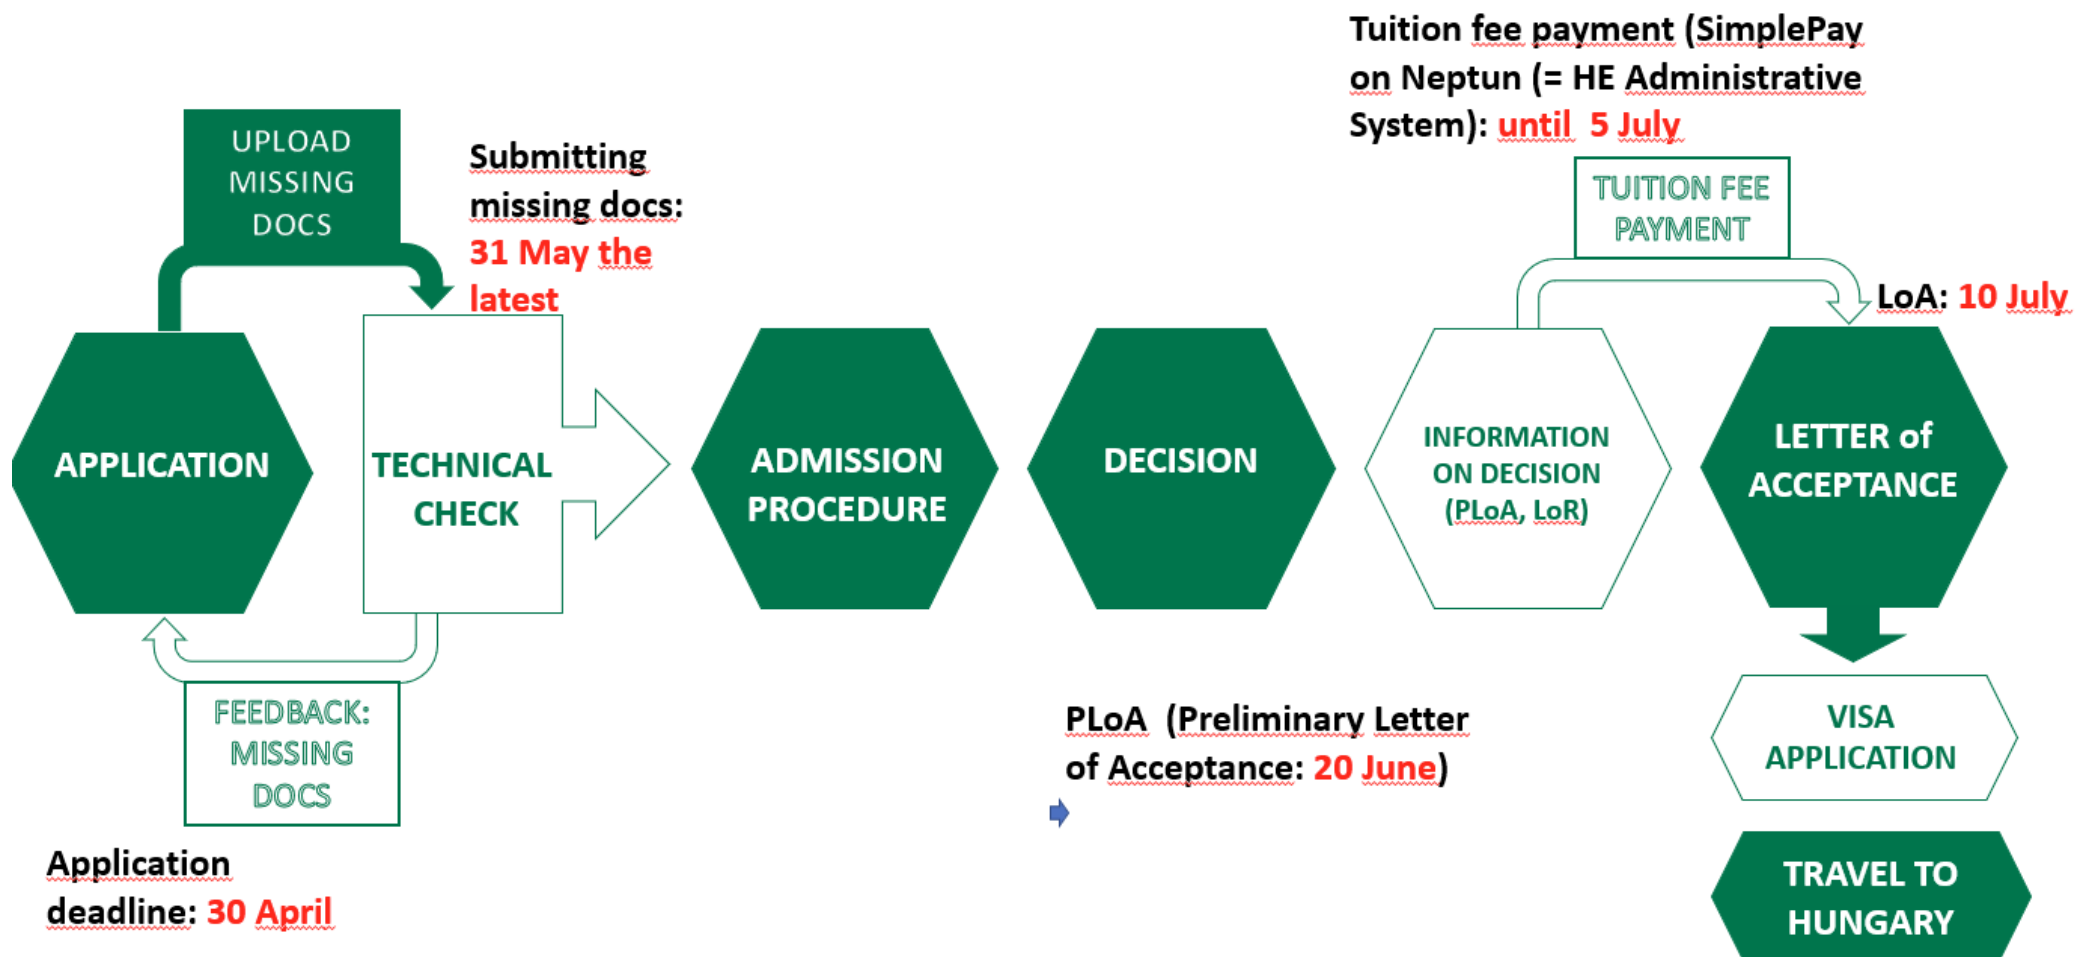 Tuition fee payment (SimplePay
on Neptun (= HE Administrative
System): until  5 July
UPLOAD
MISSING
DOCS
Submitting
missing docs:
31 May the
latest
TUITION FEE
PAYMENT
LoA: 10 July
APPLICATION
TECHNICAL
CHECK
ADMISSION
PROCEDURE
DECISION
INFORMATION
ON DECISION
(PLoA, LoR)
LETTER of
ACCEPTANCE
FEEDBACK:
MISSING
DOCS
PLoA  (Preliminary Letter
of Acceptance: 20 June)
VISA
APPLICATION
Application
deadline: 30 April
TRAVEL TO
HUNGARY